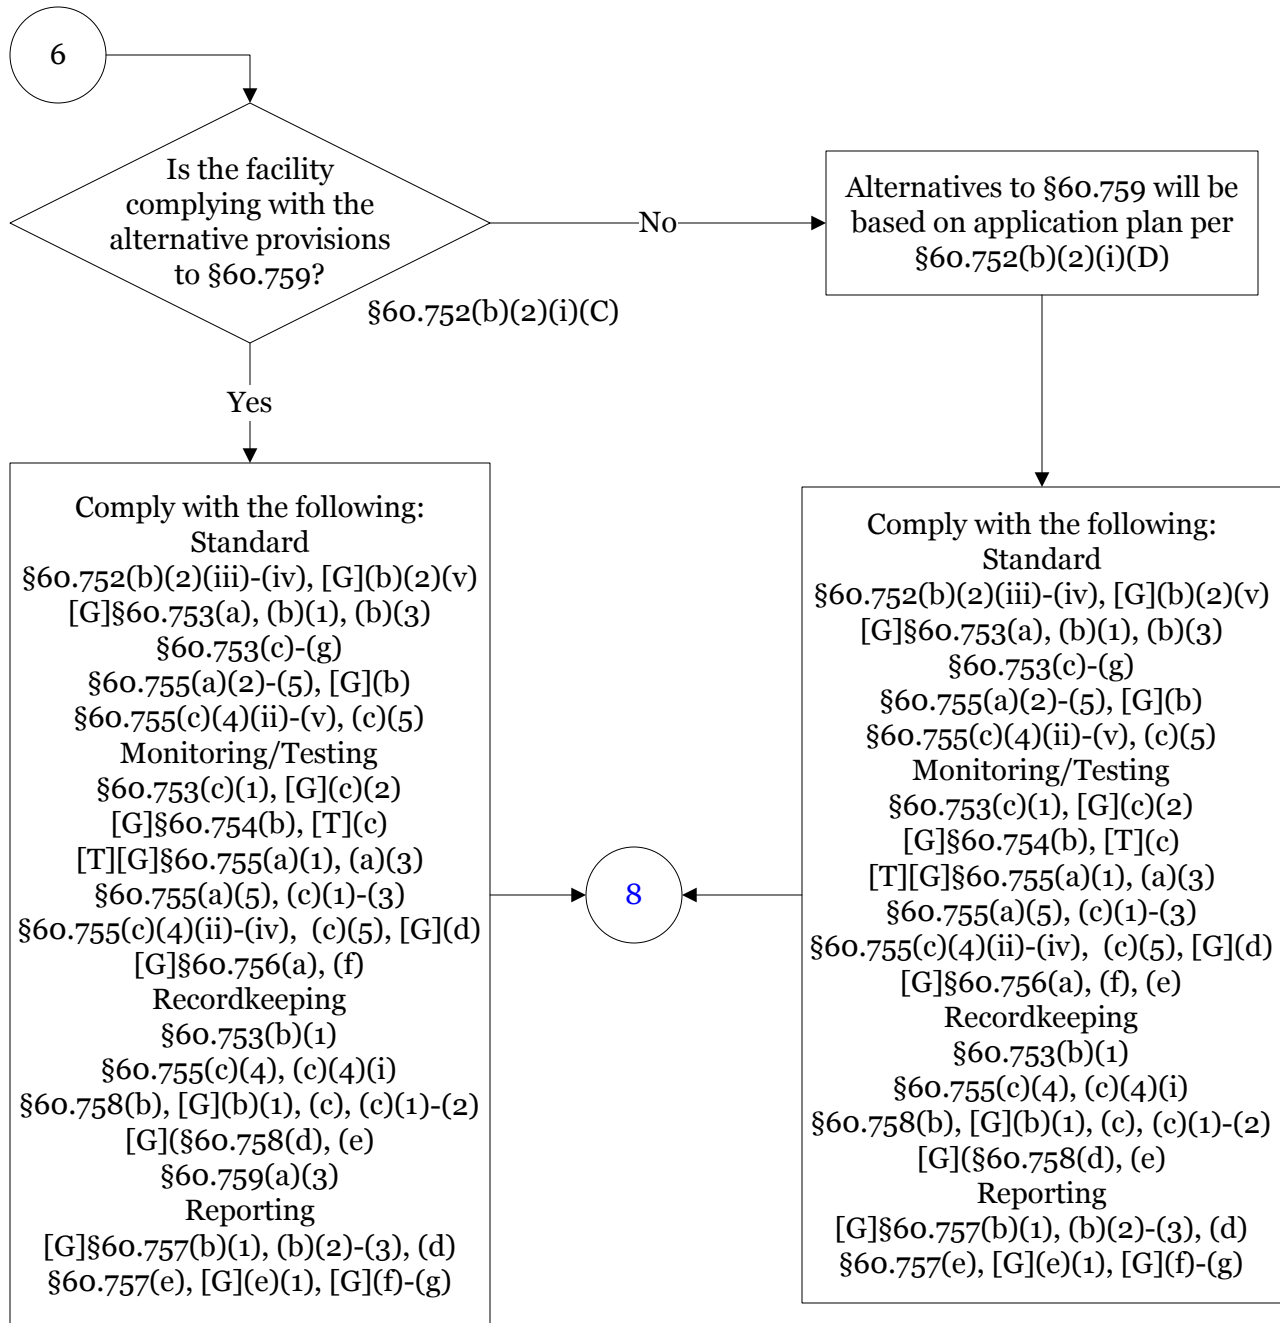 6
Is the facility
complying with the
alternative provisions
to §60.759?
§60.752(b)(2)(i)(C)
No
Alternatives to §60.759 will be
based on application plan per
§60.752(b)(2)(i)(D)
Yes
Comply with the following:
Standard
§60.752(b)(2)(iii)-(iv), [G](b)(2)(v)
[G]§60.753(a), (b)(1), (b)(3)
§60.753(c)-(g)
§60.755(a)(2)-(5), [G](b)
§60.755(c)(4)(ii)-(v), (c)(5)
Monitoring/Testing
§60.753(c)(1), [G](c)(2)
[G]§60.754(b), [T](c)
[T][G]§60.755(a)(1), (a)(3)
§60.755(a)(5), (c)(1)-(3)
§60.755(c)(4)(ii)-(iv), (c)(5), [G](d)
[G]§60.756(a), (f)
Recordkeeping
§60.753(b)(1)
§60.755(c)(4), (c)(4)(i)
§60.758(b), [G](b)(1), (c), (c)(1)-(2)
[G](§60.758(d), (e)
§60.759(a)(3)
Reporting
[G]§60.757(b)(1), (b)(2)-(3), (d)
§60.757(e), [G](e)(1), [G](f)-(g)
8
Comply with the following:
Standard
§60.752(b)(2)(iii)-(iv), [G](b)(2)(v)
[G]§60.753(a), (b)(1), (b)(3)
§60.753(c)-(g)
§60.755(a)(2)-(5), [G](b)
§60.755(c)(4)(ii)-(v), (c)(5)
Monitoring/Testing
§60.753(c)(1), [G](c)(2)
[G]§60.754(b), [T](c)
[T][G]§60.755(a)(1), (a)(3)
§60.755(a)(5), (c)(1)-(3)
§60.755(c)(4)(ii)-(iv), (c)(5), [G](d)
[G]§60.756(a), (f), (e)
Recordkeeping
§60.753(b)(1)
§60.755(c)(4), (c)(4)(i)
§60.758(b), [G](b)(1), (c), (c)(1)-(2)
[G](§60.758(d), (e)
Reporting
[G]§60.757(b)(1), (b)(2)-(3), (d)
§60.757(e), [G](e)(1), [G](f)-(g)